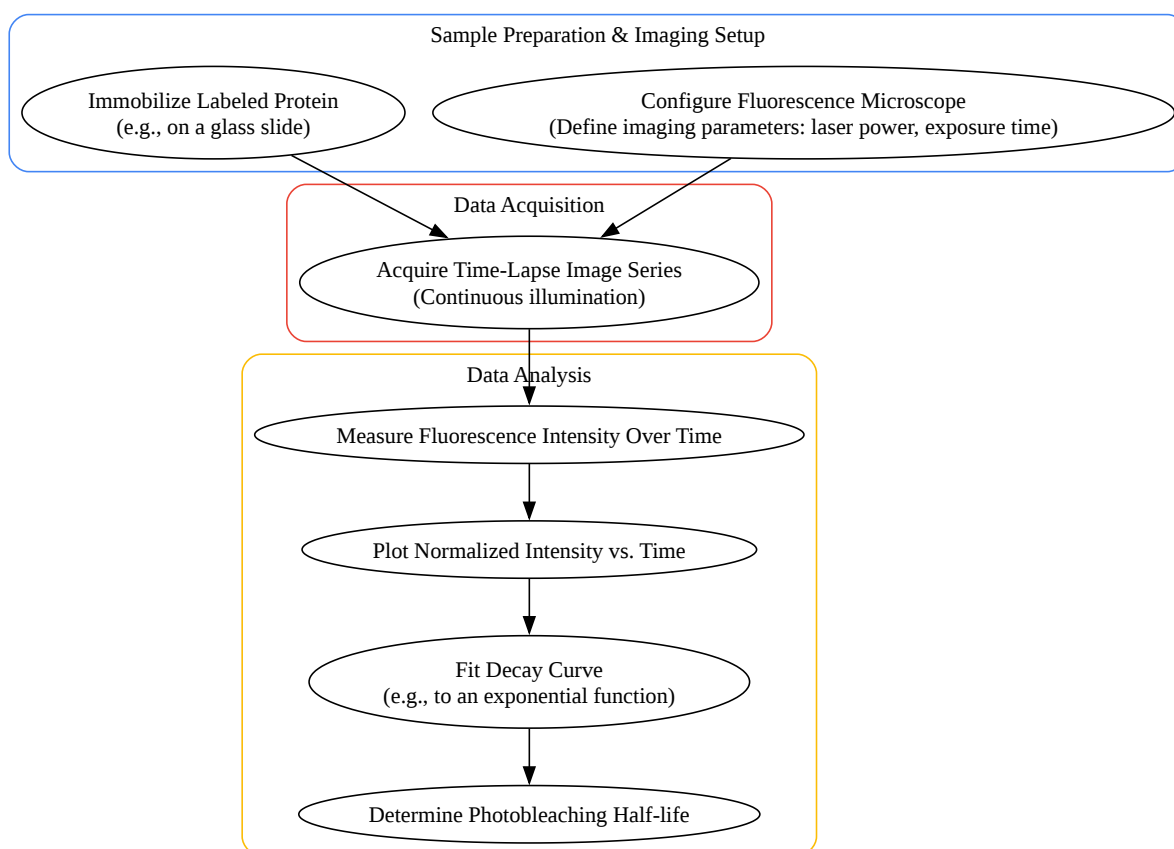 Sample Preparation & Imaging Setup
Immobilize Labeled Protein
(e.g., on a glass slide)
Configure Fluorescence Microscope
(Define imaging parameters: laser power, exposure time)
Data Acquisition
Acquire Time-Lapse Image Series
(Continuous illumination)
Data Analysis
Measure Fluorescence Intensity Over Time
Plot Normalized Intensity vs. Time
Fit Decay Curve
(e.g., to an exponential function)
Determine Photobleaching Half-life